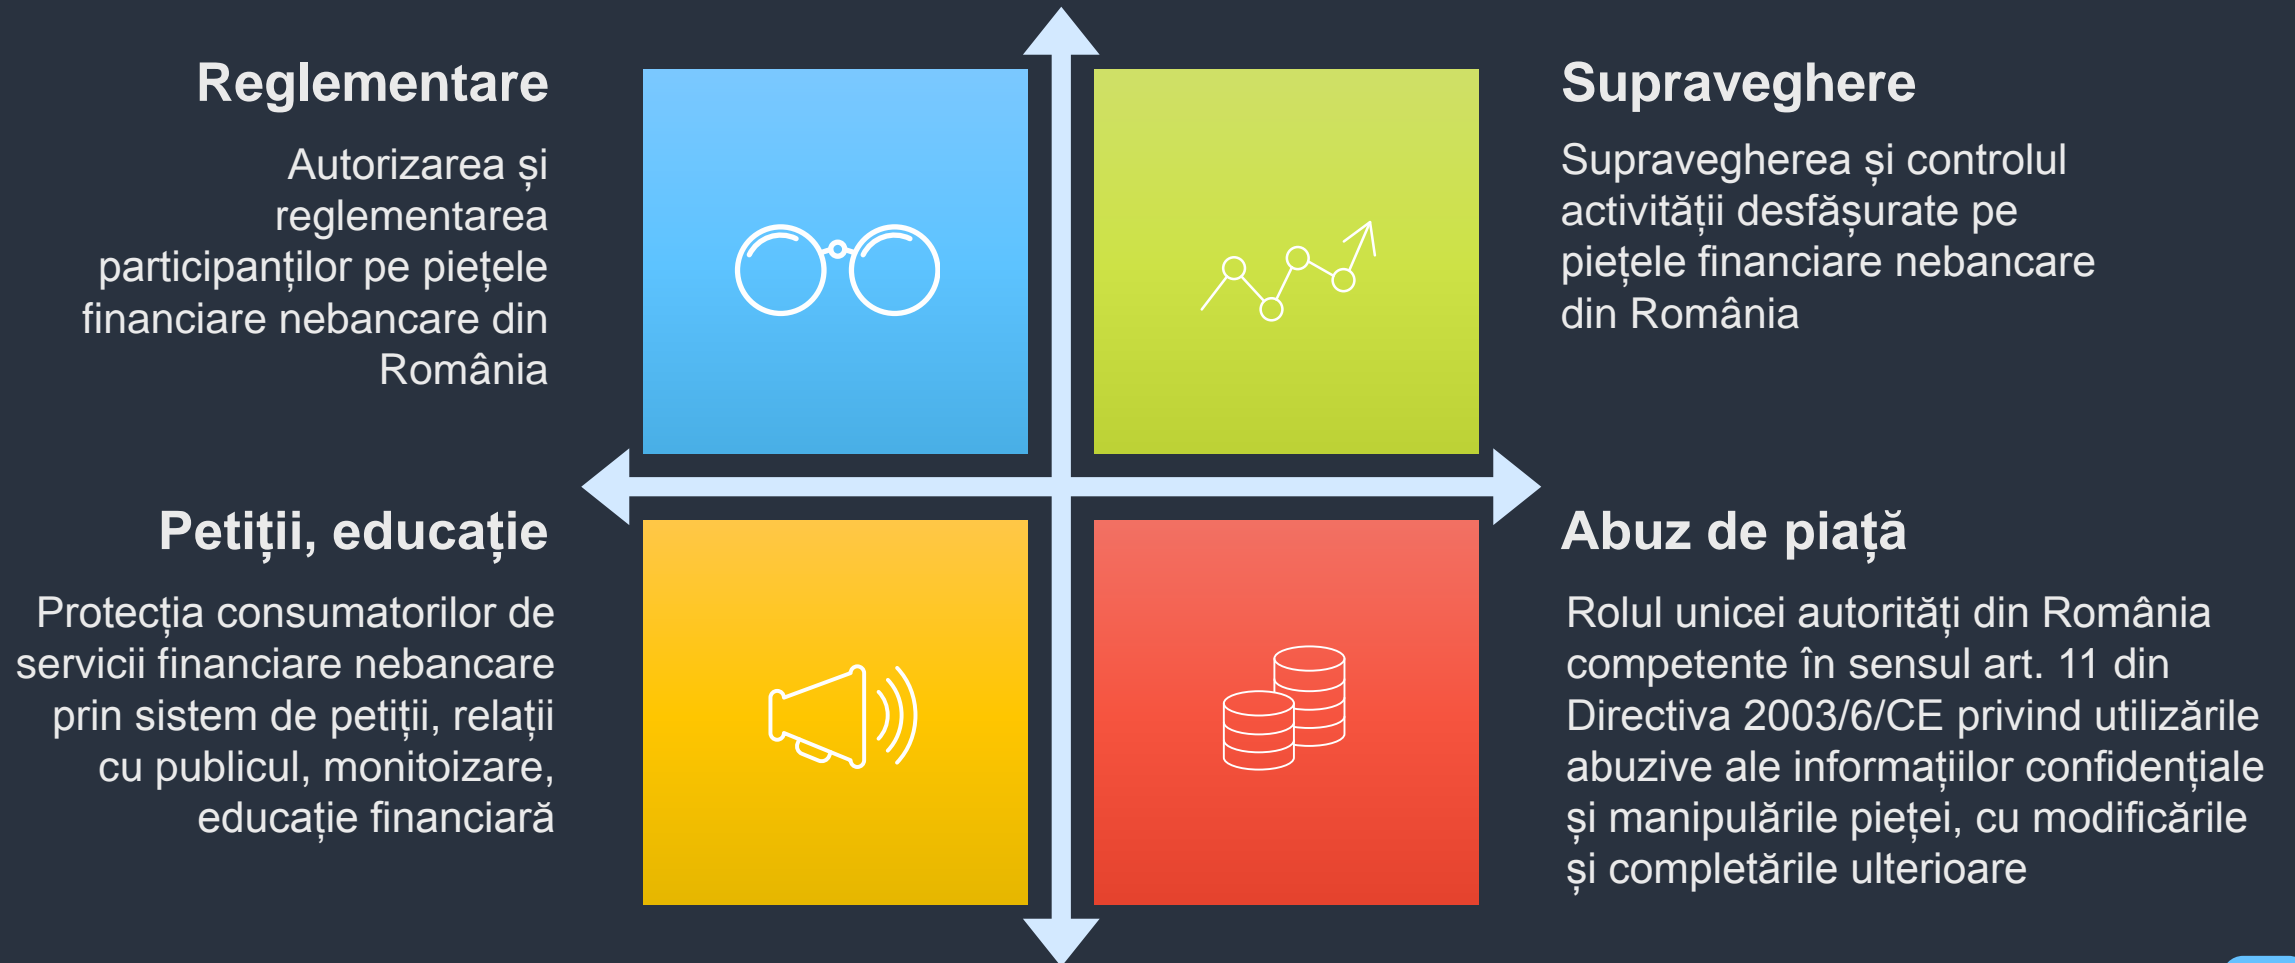 Reglementare
Autorizarea și
reglementarea
participanților pe piețele
financiare nebancare din
România
Supraveghere
Supravegherea și controlul
activității desfășurate pe
piețele financiare nebancare
din România
Petiții, educație
Protecția consumatorilor de
servicii financiare nebancare
prin sistem de petiții, relații
cu publicul, monitoizare,
educație financiară
Abuz de piață
Rolul unicei autorități din România
competente în sensul art. 11 din
Directiva 2003/6/CE privind utilizările
abuzive ale informațiilor confidențiale
și manipulările pieței, cu modificările
și completările ulterioare